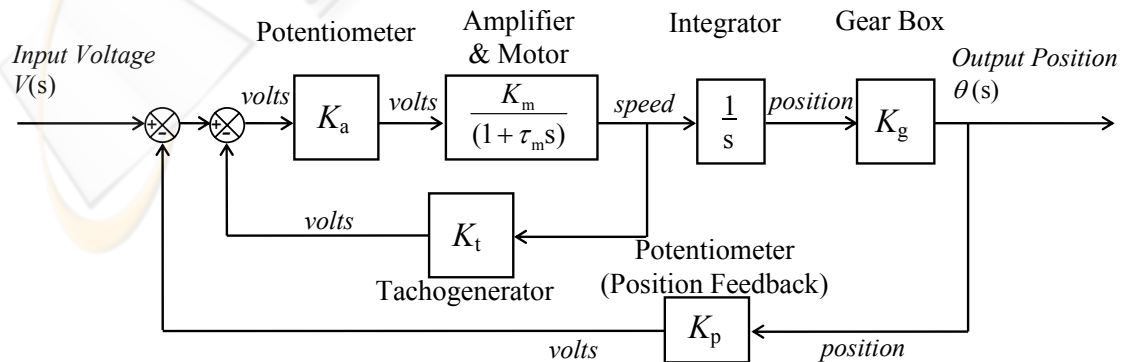 Potentiometer
Amplifier
& Motor
Integrator
Gear Box
Input Voltage
V(s)
Output Position
θ (s)
+
-
+
-
volts
K_a
volts
K_m
(1 + τ_m s)
speed
1
s
position
K_g
volts
K_t
Tachogenerator
Potentiometer
(Position Feedback)
K_p
volts
position